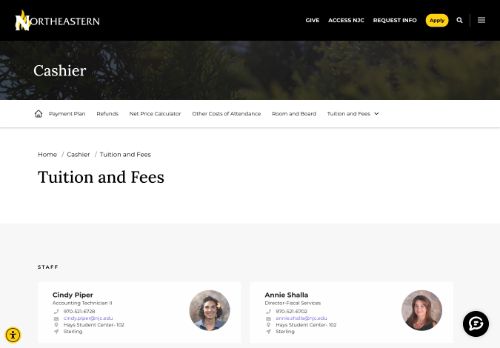 NORTHEASTERN
GIVE ACCESS NJC REQUEST INFO Apply
Cashier
Payment Plan Refunds Net Price Calculator Other Costs of Attendance Room and Board Tuition and Fees
Home / Cashier / Tuition and Fees
Tuition and Fees
STAFF
Cindy Piper
Accounting Technician II
970-521-6728
cindy.piper@njc.edu
Hays Student Center- 102
Sterling
Annie Shalla
Director-Fiscal Services
970-521-6702
annie.shalla@njc.edu
Hays Student Center- 102
Sterling